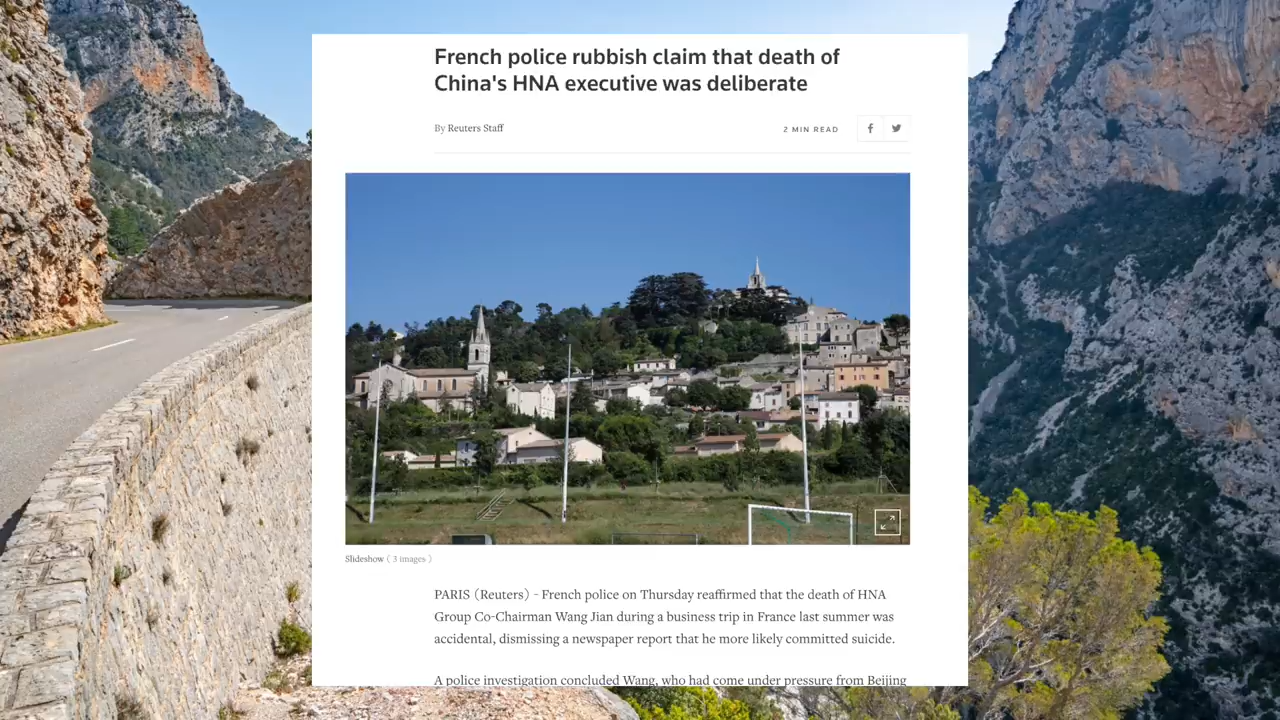 French police rubbish claim that death of
China's HNA executive was deliberate
By Reuters Staff
2 MIN READ
Slideshow ( 3 images )
PARIS (Reuters) - French police on Thursday reaffirmed that the death of HNA
Group Co-Chairman Wang Jian during a business trip in France last summer was
accidental, dismissing a newspaper report that he more likely committed suicide.
A police investigation concluded Wang, who had come under pressure from Beijing